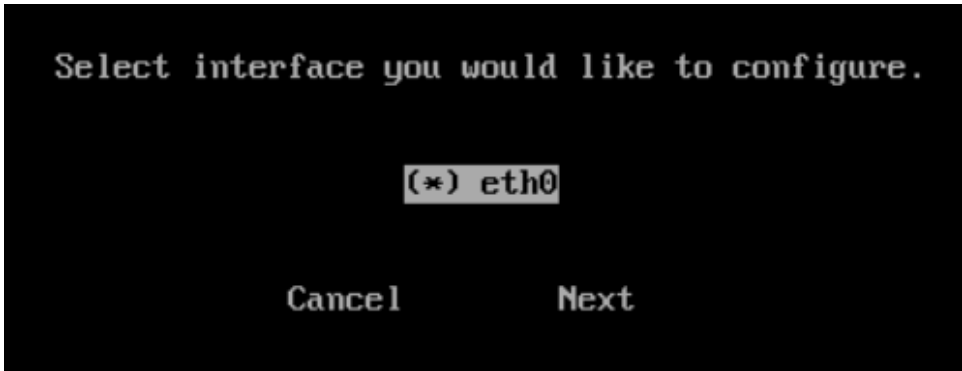 Select interface you would like to configure.
(*) eth0
Cancel Next